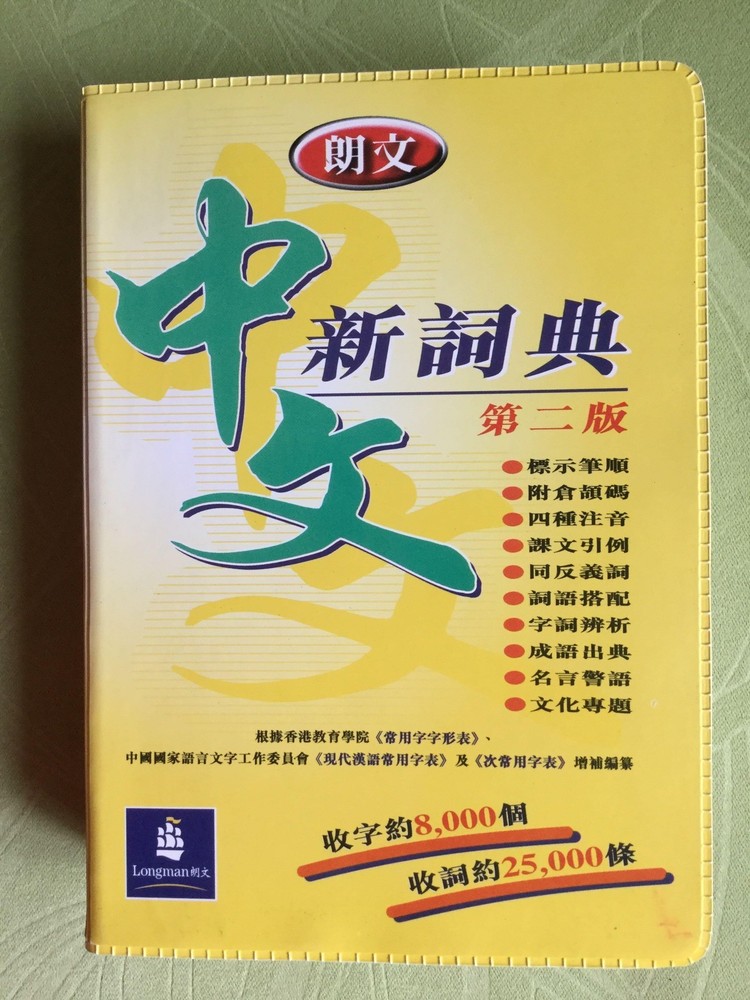 朗文
中文
新詞典
第二版
●標示筆順
●附倉頡碼
●四種注音
●課文引例
●同反義詞
●詞語搭配
●字詞辨析
●成語出典
●名言警語
●文化專題
根據香港教育學院《常用字字形表》、
中國國家語言文字工作委員會《現代漢語常用字表》及《次常用字表》增補編纂
收字約8,000個
收詞約25,000條
Longman朗文